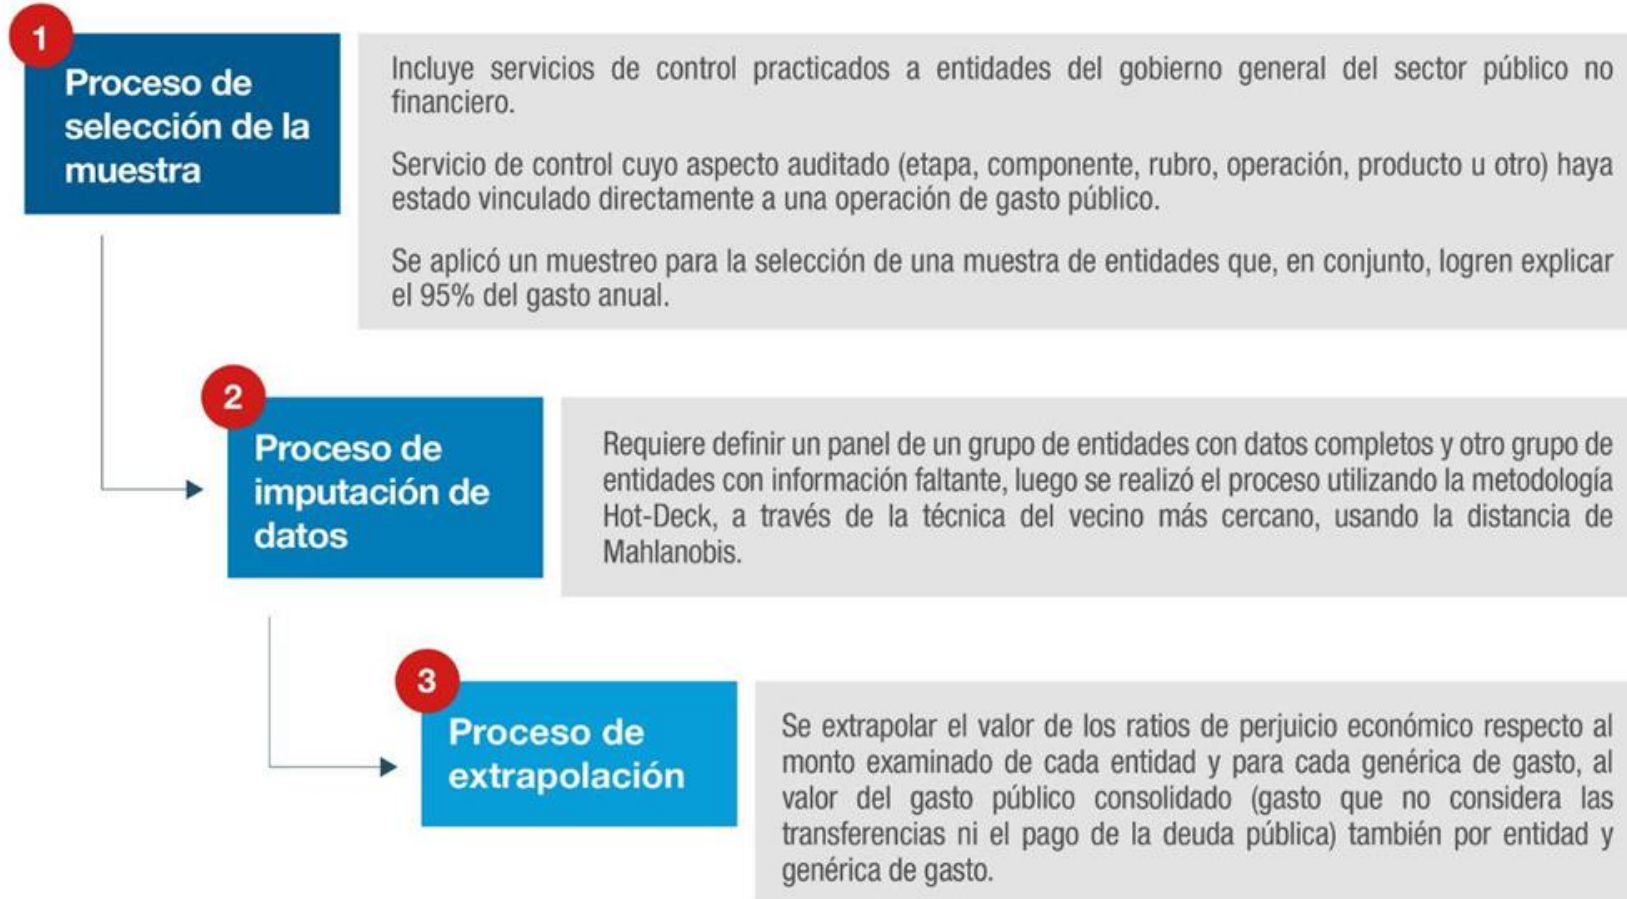 1
Proceso de
selección de la
muestra
Incluye servicios de control practicados a entidades del gobierno general del sector público no
financiero.
Servicio de control cuyo aspecto auditado (etapa, componente, rubro, operación, producto u otro) haya
estado vinculado directamente a una operación de gasto público.
Se aplicó un muestreo para la selección de una muestra de entidades que, en conjunto, logren explicar
el 95% del gasto anual.
2
Proceso de
imputación de
datos
Requiere definir un panel de un grupo de entidades con datos completos y otro grupo de
entidades con información faltante, luego se realizó el proceso utilizando la metodología
Hot-Deck, a través de la técnica del vecino más cercano, usando la distancia de
Mahlanobis.
3
Proceso de
extrapolación
Se extrapolar el valor de los ratios de perjuicio económico respecto al
monto examinado de cada entidad y para cada genérica de gasto, al
valor del gasto público consolidado (gasto que no considera las
transferencias ni el pago de la deuda pública) también por entidad y
genérica de gasto.